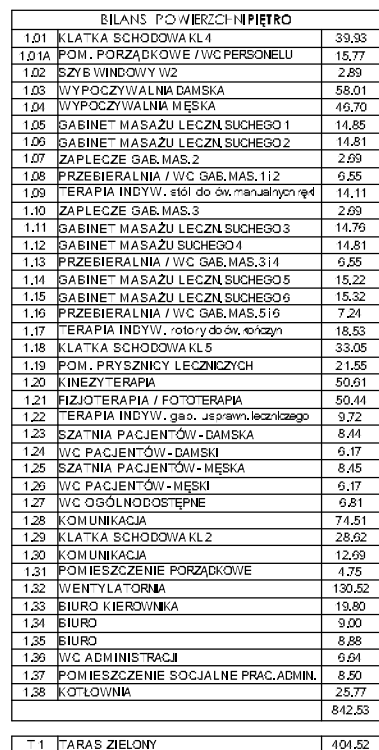 BILANS POWIERZCHNI PIĘTRO
1.01 KLATKA SCHODOWA KL4 39.93
1.01A POM. PORZĄDKOWE / WC PERSONELU 15.77
1.02 SZYB WINDOWY W2 2.89
1.03 WYPOCZYWALNIA DAMSKA 58.01
1.04 WYPOCZYWALNIA MĘSKA 46.70
1.05 GABINET MASAŻU LECZN. SUCHEGO 1 14.85
1.06 GABINET MASAŻU LECZN. SUCHEGO 2 14.81
1.07 ZAPLECZE GAB. MAS. 2 2.69
1.08 PRZEBIERALNIA / WC GAB. MAS. 1 i 2 6.55
1.09 TERAPIA INDYW. stół do ćw. manualnych ręki 14.11
1.10 ZAPLECZE GAB. MAS. 3 2.69
1.11 GABINET MASAŻU LECZN. SUCHEGO 3 14.76
1.12 GABINET MASAŻU SUCHEGO 4 14.81
1.13 PRZEBIERALNIA / WC GAB. MAS. 3 i 4 6.55
1.14 GABINET MASAŻU LECZN. SUCHEGO 5 15.22
1.15 GABINET MASAŻU LECZN. SUCHEGO 6 15.32
1.16 PRZEBIERALNIA / WC GAB. MAS. 5 i 6 7.24
1.17 TERAPIA INDYW. rotory do ćw. kończyn 18.53
1.18 KLATKA SCHODOWA KL5 33.05
1.19 POM. PRYSZNICY LECZNICZYCH 21.55
1.20 KINEZYTERAPIA 50.61
1.21 FIZJOTERAPIA / FOTOTERAPIA 50.44
1.22 TERAPIA INDYW. gab. usprawn. leczniczego 9.72
1.23 SZATNIA PACJENTÓW - DAMSKA 8.44
1.24 WC PACJENTÓW - DAMSKI 6.17
1.25 SZATNIA PACJENTÓW - MĘSKA 8.45
1.26 WC PACJENTÓW - MĘSKI 6.17
1.27 WC OGÓLNODOSTĘPNE 6.81
1.28 KOMUNIKACJA 74.51
1.29 KLATKA SCHODOWA KL2 28.62
1.30 KOMUNIKACJA 12.69
1.31 POMIESZCZENIE PORZĄDKOWE 4.75
1.32 WENTYLATORNIA 130.52
1.33 BIURO KIEROWNIKA 19.80
1.34 BIURO 9.00
1.35 BIURO 8.88
1.36 WC ADMINISTRACJI 6.64
1.37 POMIESZCZENIE SOCJALNE PRAC. ADMIN. 8.50
1.38 KOTŁOWNIA 25.77
842.53
T 1 TARAS ZIELONY 404.52